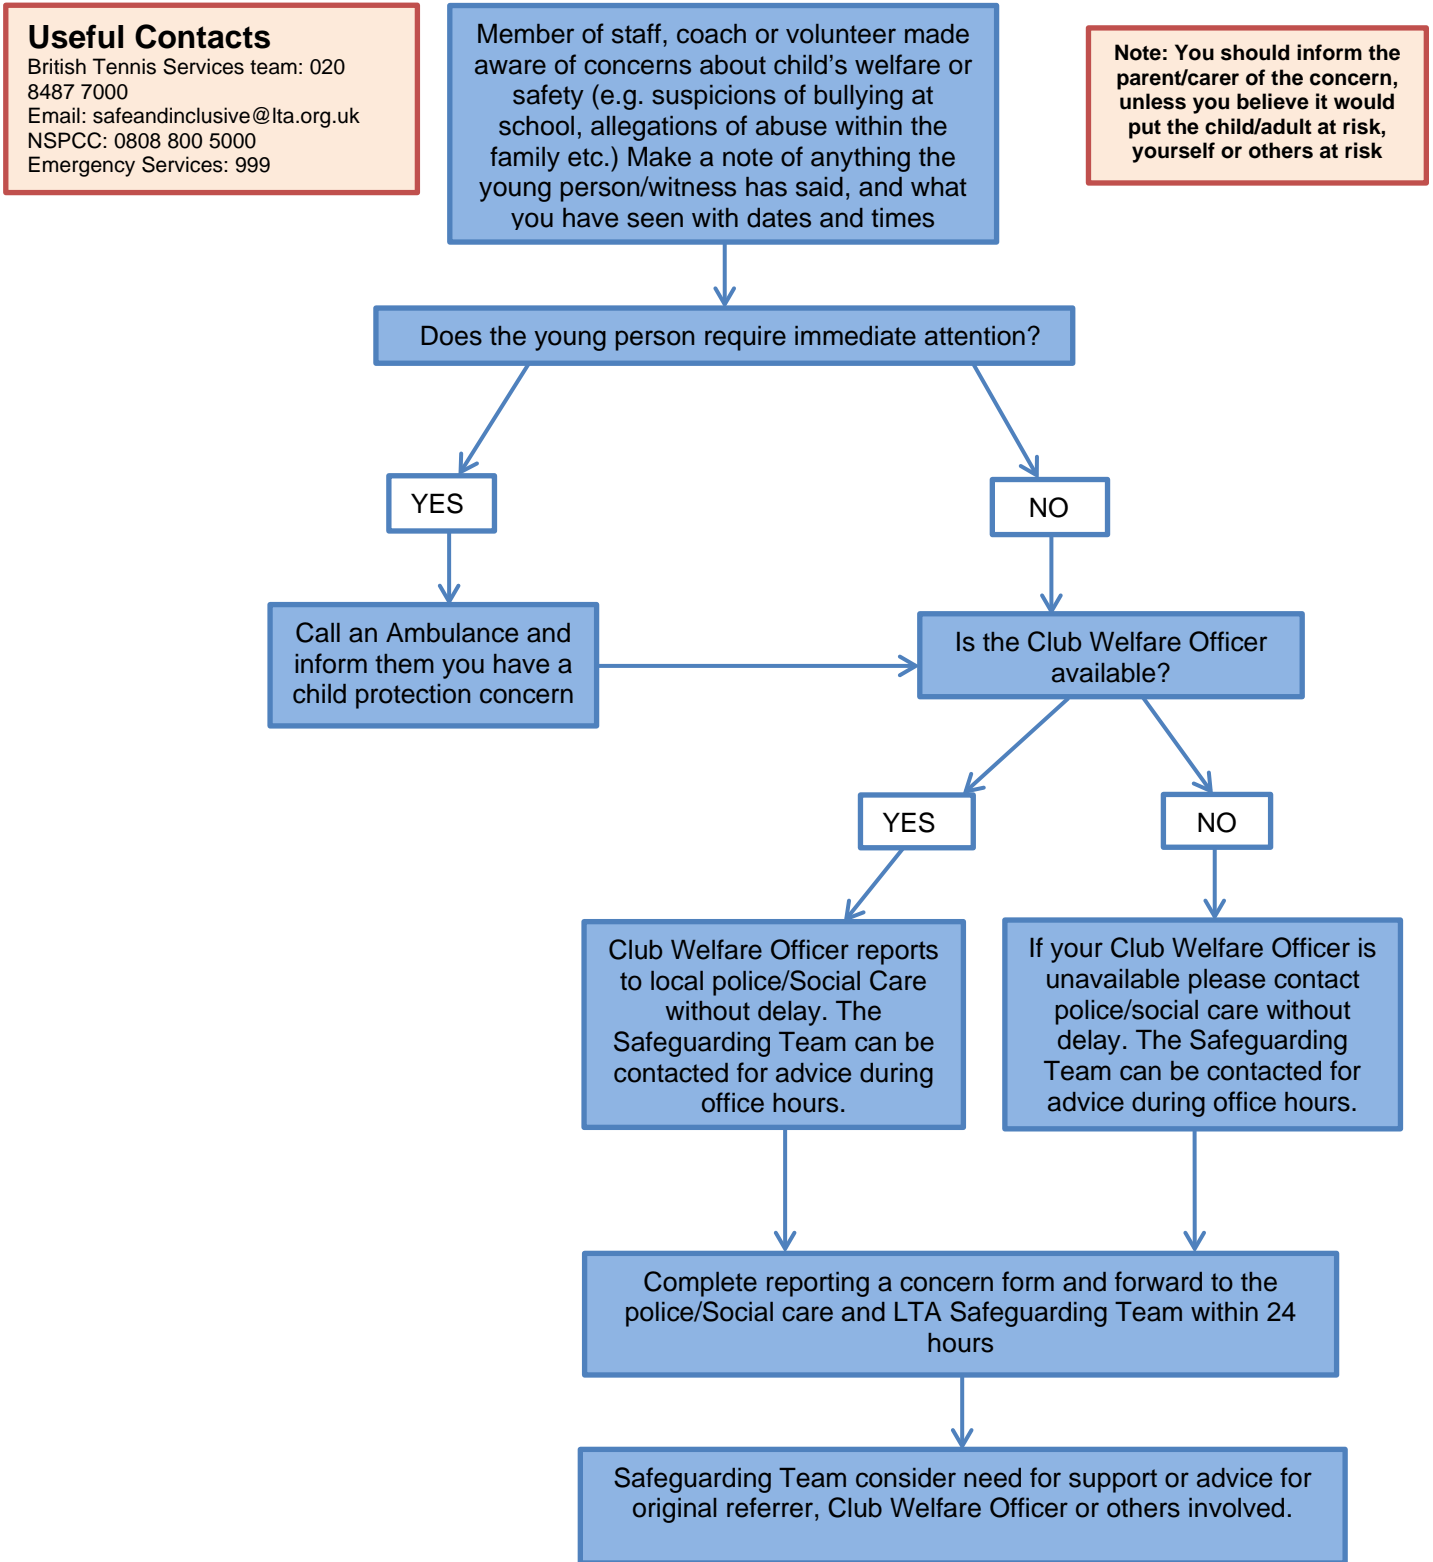 Useful Contacts
British Tennis Services team: 020
8487 7000
Email: safeandinclusive@lta.org.uk
NSPCC: 0808 800 5000
Emergency Services: 999
Member of staff, coach or volunteer made
aware of concerns about child's welfare or
safety (e.g. suspicions of bullying at
school, allegations of abuse within the
family etc.) Make a note of anything the
young person/witness has said, and what
you have seen with dates and times
Note: You should inform the
parent/carer of the concern,
unless you believe it would
put the child/adult at risk,
yourself or others at risk
Does the young person require immediate attention?
YES
NO
Call an Ambulance and
inform them you have a
child protection concern
Is the Club Welfare Officer
available?
YES
NO
Club Welfare Officer reports
to local police/Social Care
without delay. The
Safeguarding Team can be
contacted for advice during
office hours.
If your Club Welfare Officer is
unavailable please contact
police/social care without
delay. The Safeguarding
Team can be contacted for
advice during office hours.
Complete reporting a concern form and forward to the
police/Social care and LTA Safeguarding Team within 24
hours
Safeguarding Team consider need for support or advice for
original referrer, Club Welfare Officer or others involved.